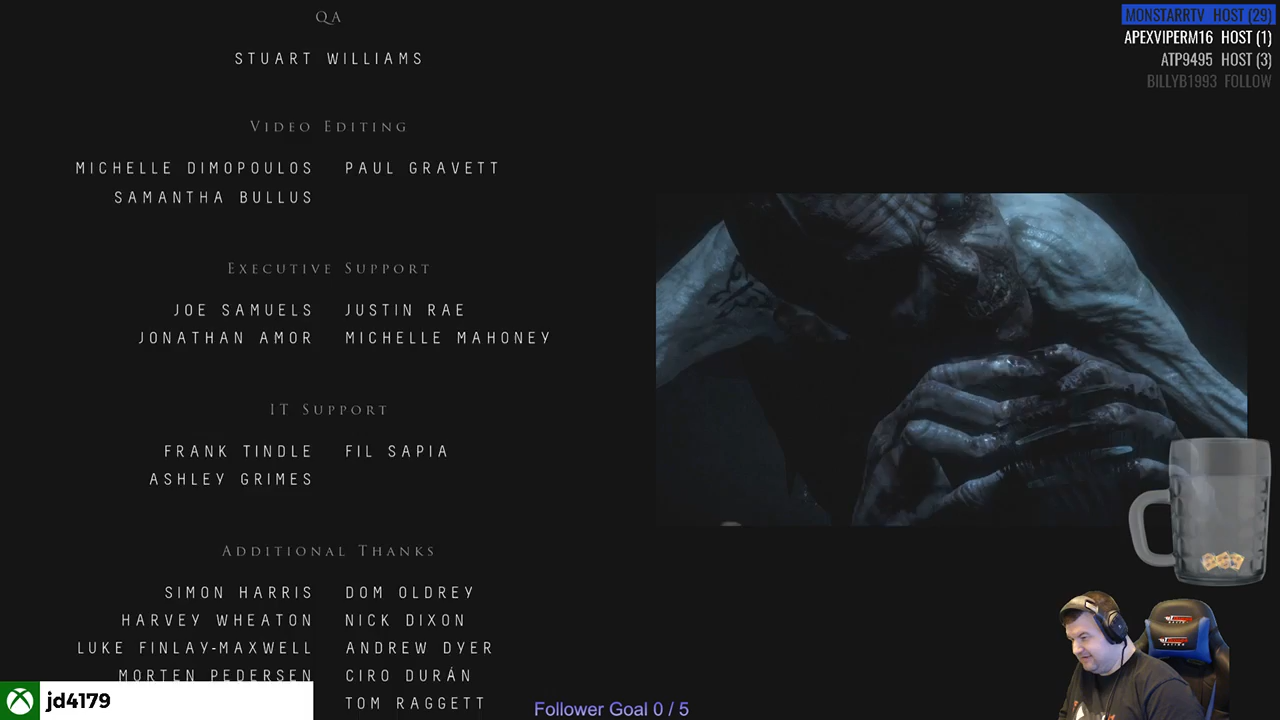 QA
STUART WILLIAMS
VIDEO EDITING
MICHELLE DIMOPOULOS PAUL GRAVETT
SAMANTHA BULLUS
EXECUTIVE SUPPORT
JOE SAMUELS JUSTIN RAE
JONATHAN AMOR MICHELLE MAHONEY
IT SUPPORT
FRANK TINDLE FIL SAPIA
ASHLEY GRIMES
ADDITIONAL THANKS
SIMON HARRIS DOM OLDREY
HARVEY WHEATON NICK DIXON
LUKE FINLAY-MAXWELL ANDREW DYER
MORTEN PEDERSEN CIRO DURÁN
TOM RAGGETT
jd4179
Follower Goal 0 / 5
MONSTARRTV HOST (29)
APEXVIPERM16 HOST (1)
ATP9495 HOST (3)
BILLYB1993 FOLLOW